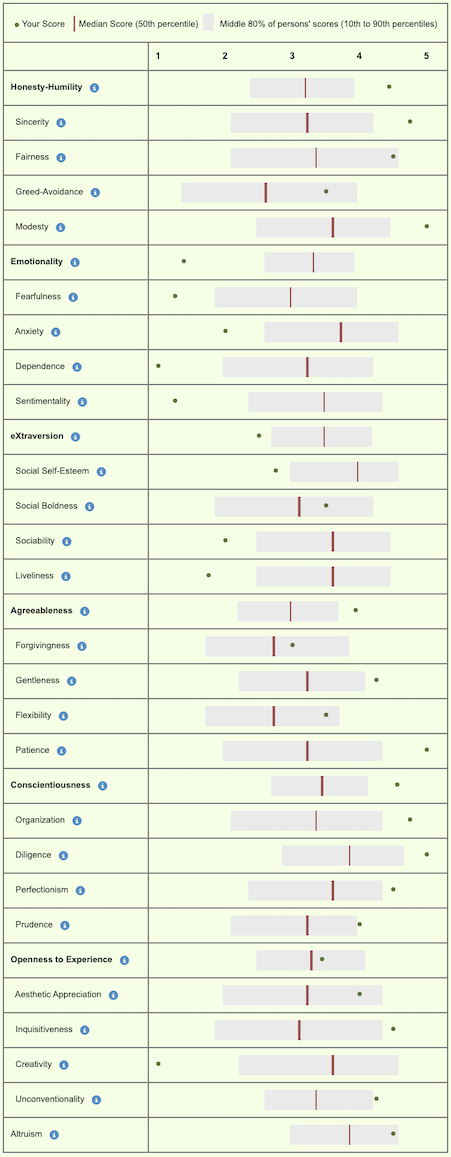 Your Score Median Score (50th percentile) Middle 80% of persons' scores (10th to 90th percentiles)
1 2 3 4 5
Honesty-Humility i
Sincerity i
Fairness i
Greed-Avoidance i
Modesty i
Emotionality i
Fearfulness i
Anxiety i
Dependence i
Sentimentality i
eXtraversion i
Social Self-Esteem i
Social Boldness i
Sociability i
Liveliness i
Agreeableness i
Forgivingness i
Gentleness i
Flexibility i
Patience i
Conscientiousness i
Organization i
Diligence i
Perfectionism i
Prudence i
Openness to Experience i
Aesthetic Appreciation i
Inquisitiveness i
Creativity i
Unconventionality i
Altruism i